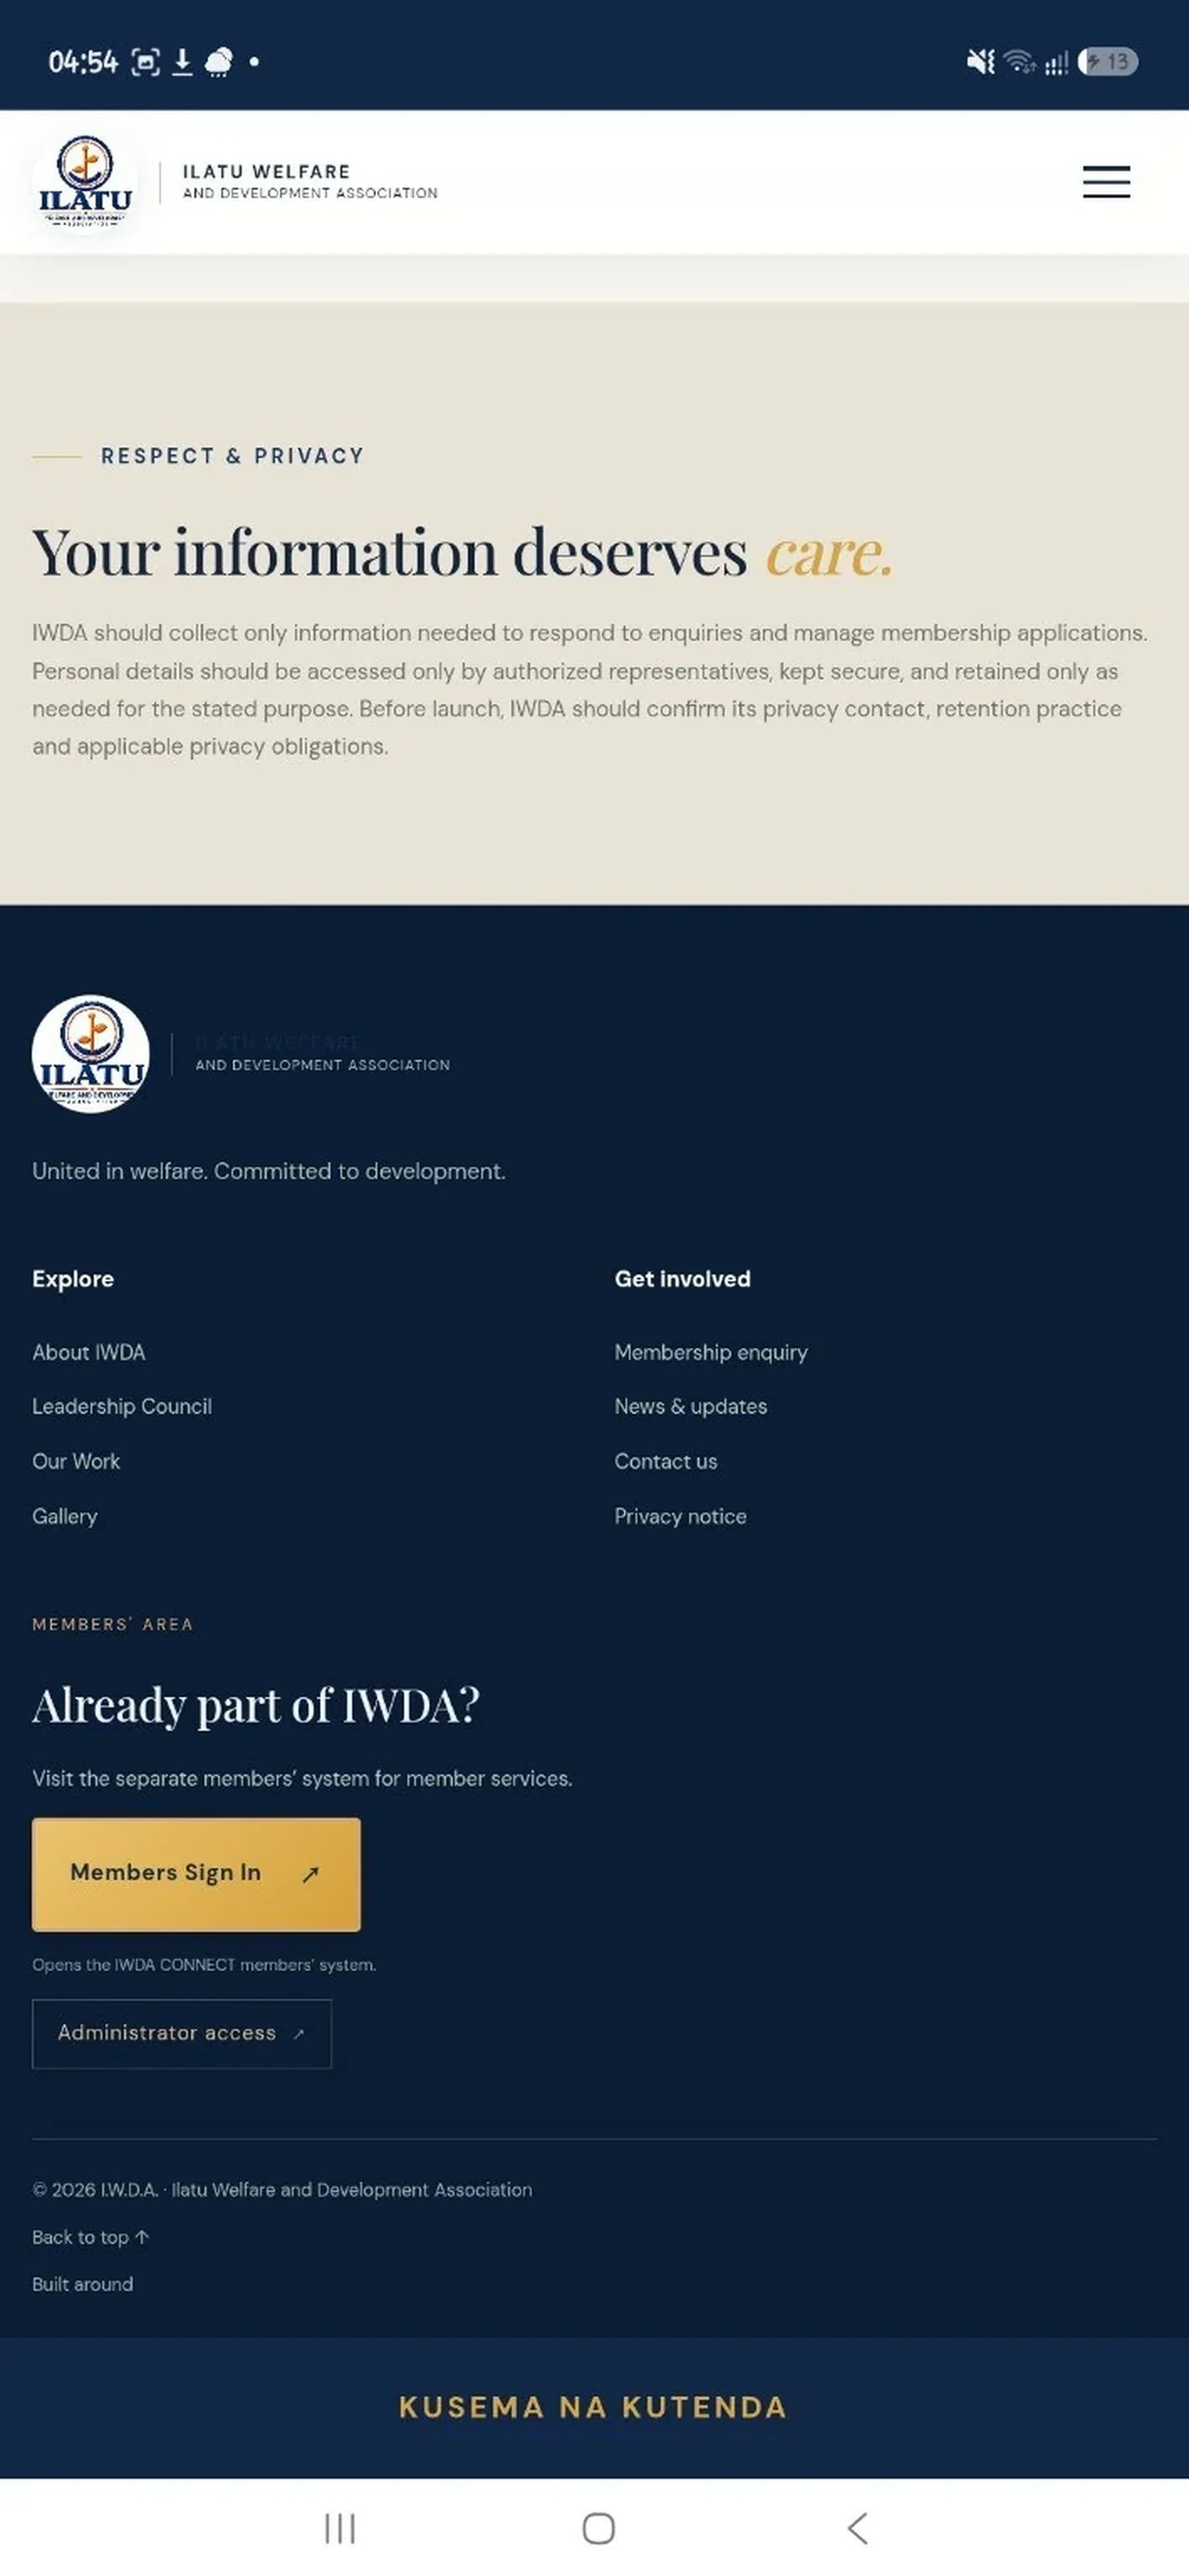 04:54
13
ILATU
ILATU WELFARE
AND DEVELOPMENT ASSOCIATION
RESPECT & PRIVACY
Your information deserves care.
IWDA should collect only information needed to respond to enquiries and manage membership applications.
Personal details should be accessed only by authorized representatives, kept secure, and retained only as
needed for the stated purpose. Before launch, IWDA should confirm its privacy contact, retention practice
and applicable privacy obligations.
ILATU
ILATU WELFARE
AND DEVELOPMENT ASSOCIATION
United in welfare. Committed to development.
Explore
Get involved
About IWDA
Membership enquiry
Leadership Council
News & updates
Our Work
Contact us
Gallery
Privacy notice
MEMBERS' AREA
Already part of IWDA?
Visit the separate members' system for member services.
Members Sign In ↗
Opens the IWDA CONNECT members' system.
Administrator access ↗
© 2026 I.W.D.A. · Ilatu Welfare and Development Association
Back to top ↑
Built around
KUSEMA NA KUTENDA